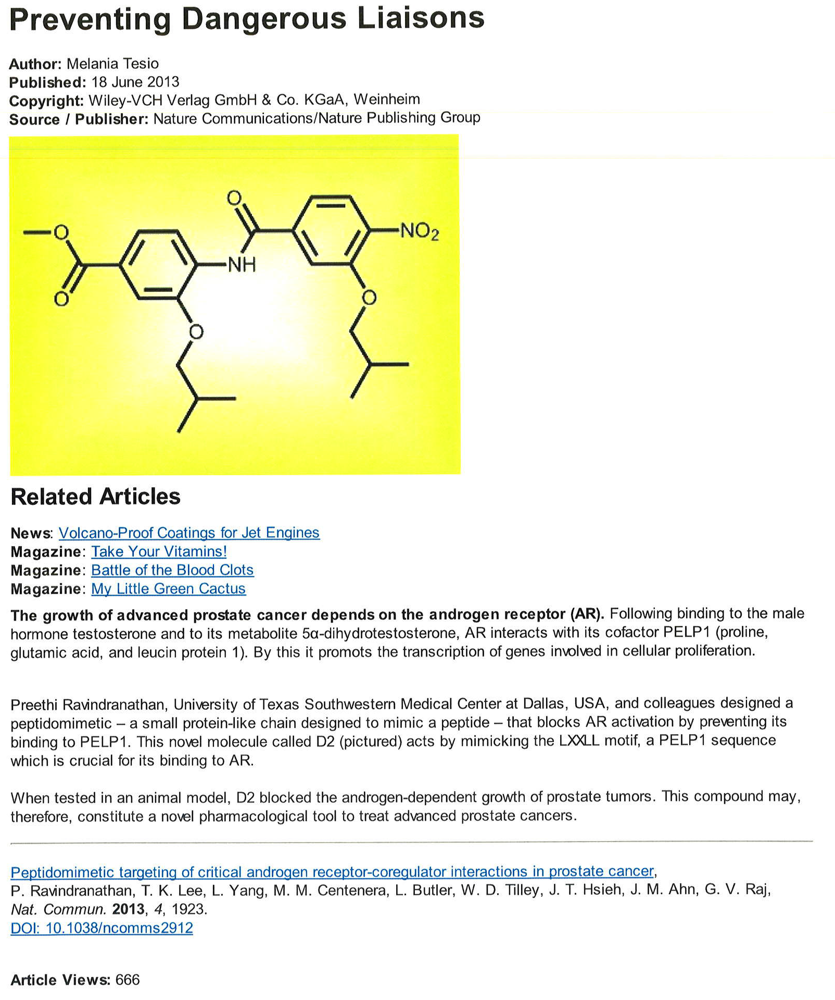 Preventing Dangerous Liaisons
Author: Melania Tesio
Published: 18 June 2013
Copyright: Wiley-VCH Verlag GmbH & Co. KGaA, Weinheim
Source / Publisher: Nature Communications/Nature Publishing Group
O
O
NO2
NH
O
O
O
Related Articles
News: Volcano-Proof Coatings for Jet Engines
Magazine: Take Your Vitamins!
Magazine: Battle of the Blood Clots
Magazine: My Little Green Cactus
The growth of advanced prostate cancer depends on the androgen receptor (AR). Following binding to the male
hormone testosterone and to its metabolite 5α-dihydrotestosterone, AR interacts with its cofactor PELP1 (proline,
glutamic acid, and leucin protein 1). By this it promots the transcription of genes involved in cellular proliferation.
Preethi Ravindranathan, University of Texas Southwestern Medical Center at Dallas, USA, and colleagues designed a
peptidomimetic – a small protein-like chain designed to mimic a peptide – that blocks AR activation by preventing its
binding to PELP1. This novel molecule called D2 (pictured) acts by mimicking the LXXLL motif, a PELP1 sequence
which is crucial for its binding to AR.
When tested in an animal model, D2 blocked the androgen-dependent growth of prostate tumors. This compound may,
therefore, constitute a novel pharmacological tool to treat advanced prostate cancers.
Peptidomimetic targeting of critical androgen receptor-coregulator interactions in prostate cancer,
P. Ravindranathan, T. K. Lee, L. Yang, M. M. Centenera, L. Butler, W. D. Tilley, J. T. Hsieh, J. M. Ahn, G. V. Raj,
Nat. Commun. 2013, 4, 1923.
DOI: 10.1038/ncomms2912
Article Views: 666